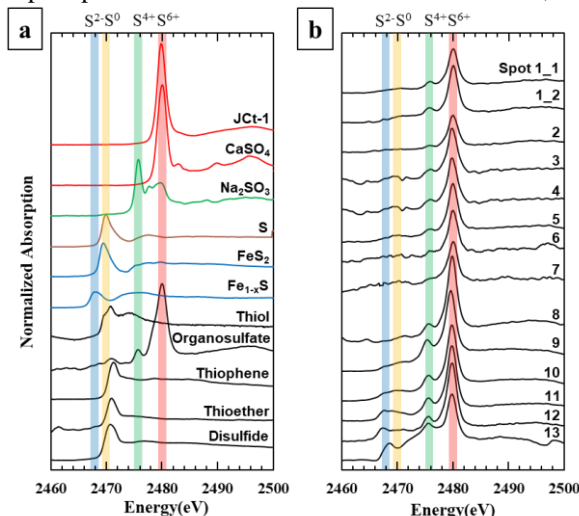 S²⁻S⁰ S⁴⁺S⁶⁺
a
JCt-1
CaSO₄
Na₂SO₃
S
FeS₂
Fe₁₋ₓS
Thiol
Organosulfate
Thiophene
Thioether
Disulfide
Normalized Absorption
2460 2470 2480 2490 2500
Energy(eV)
S²⁻S⁰ S⁴⁺S⁶⁺
b
Spot 1_1
1_2
2
3
4
5
6
7
8
9
10
11
12
13
2460 2470 2480 2490 2500
Energy(eV)